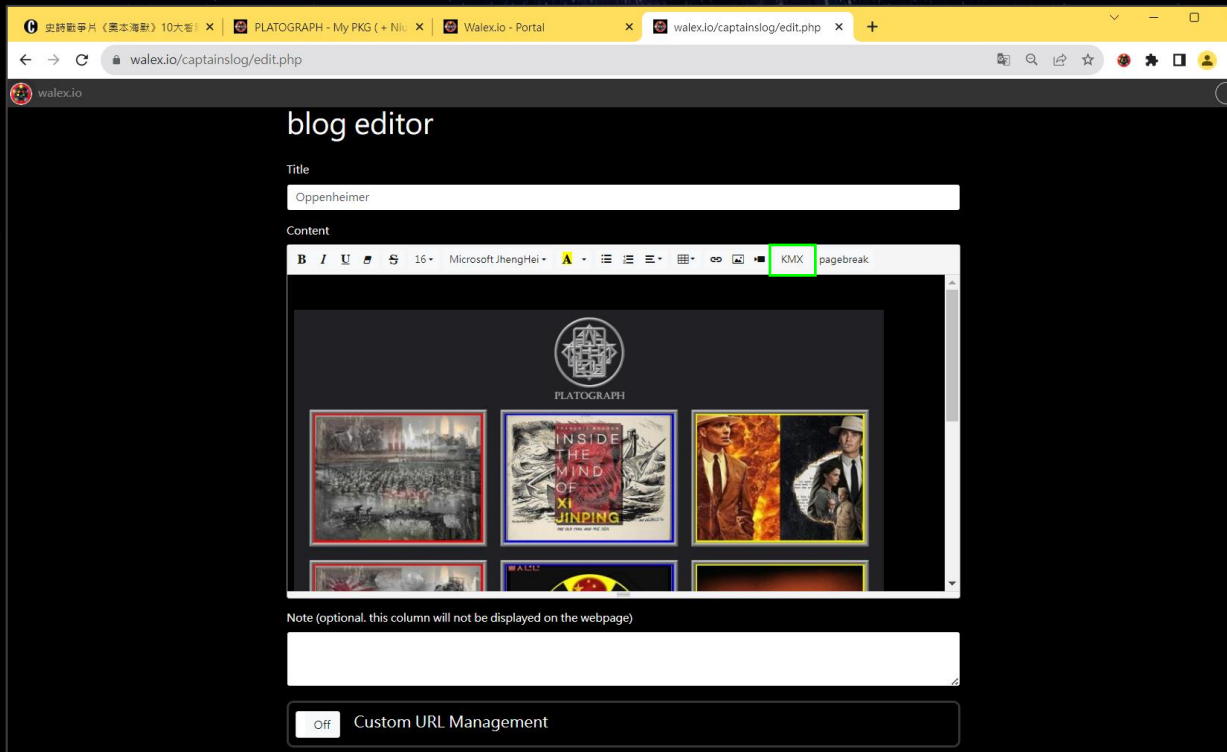 史詩戰爭片《奧本海默》10大看
PLATOGRAPH - My PKG ( + Niu
Walex.io - Portal
walex.io/captainslog/edit.php
walex.io/captainslog/edit.php
walex.io
blog editor
Title
Oppenheimer
Content
B I U S 16 Microsoft JhengHei A KMX pagebreak
PLATOGRAPH
INSIDE
THE
MIND
OF
XI
JINPING
Note (optional. this column will not be displayed on the webpage)
Off Custom URL Management